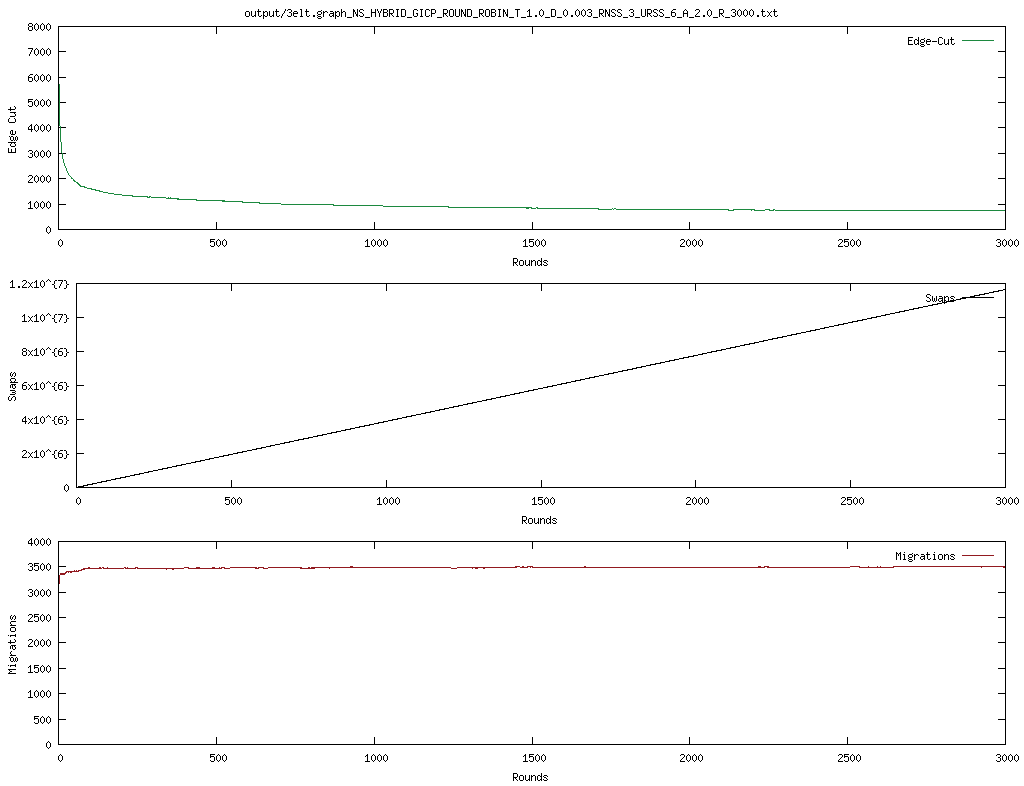 output/3elt.graph_NS_HYBRID_GICP_ROUND_ROBIN_T_1.0_D_0.003_RNSS_3_URSS_6_A_2.0_R_3000.txt
8000
7000
6000
5000
4000
3000
2000
1000
0
Edge Cut
Edge-Cut
0 500 1000 1500 2000 2500 3000
Rounds
1.2x10^{7}
1x10^{7}
8x10^{6}
6x10^{6}
4x10^{6}
2x10^{6}
0
Swaps
Swaps
0 500 1000 1500 2000 2500 3000
Rounds
4000
3500
3000
2500
2000
1500
1000
500
0
Migrations
Migrations
0 500 1000 1500 2000 2500 3000
Rounds